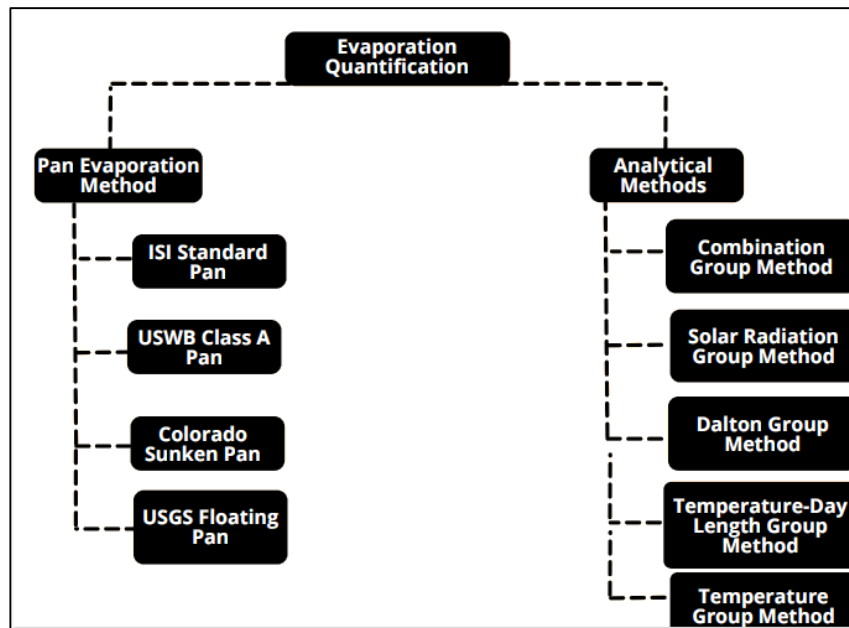 Evaporation
Quantification
Pan Evaporation
Method
ISI Standard
Pan
USWB Class A
Pan
Colorado
Sunken Pan
USGS Floating
Pan
Analytical
Methods
Combination
Group Method
Solar Radiation
Group Method
Dalton Group
Method
Temperature-Day
Length Group
Method
Temperature
Group Method